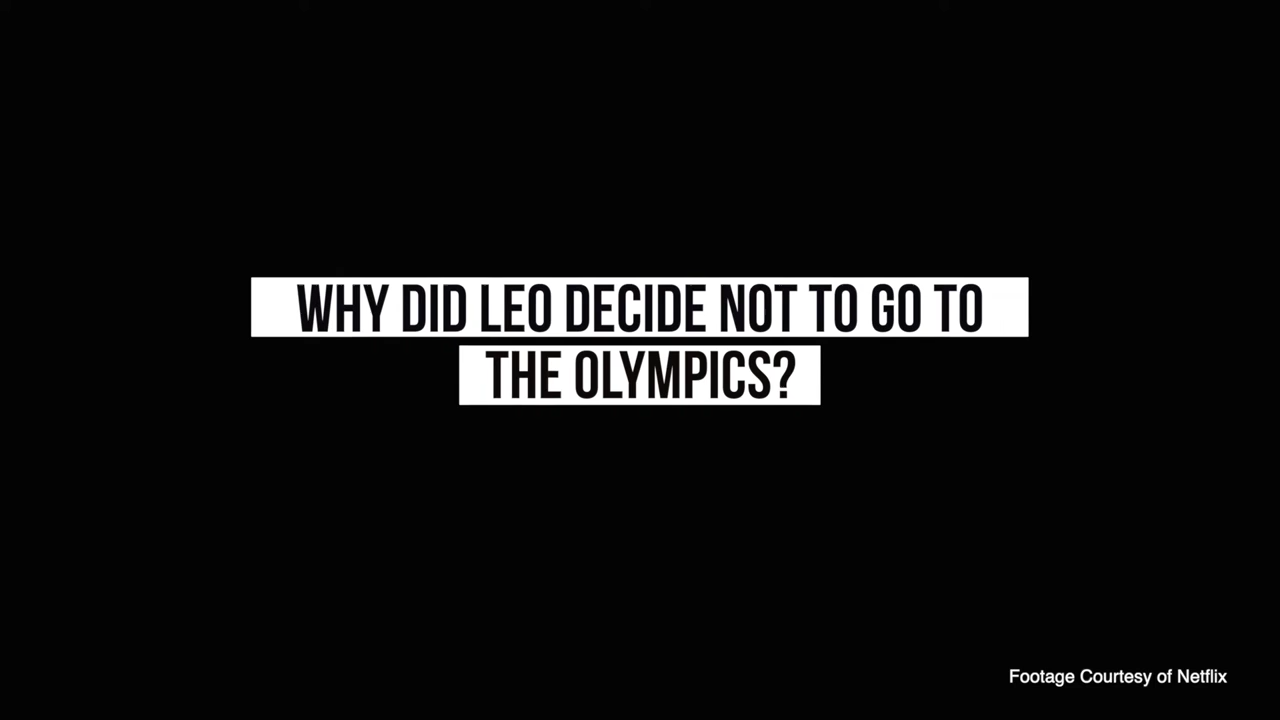 WHY DID LEO DECIDE NOT TO GO TO
THE OLYMPICS?
Footage Courtesy of Netflix